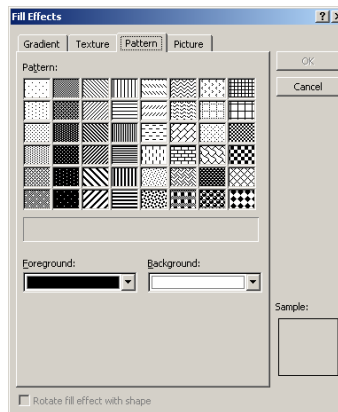 Fill Effects
Gradient Texture Pattern Picture
Pattern:
OK
Cancel
Foreground: Background:
Sample:
Rotate fill effect with shape